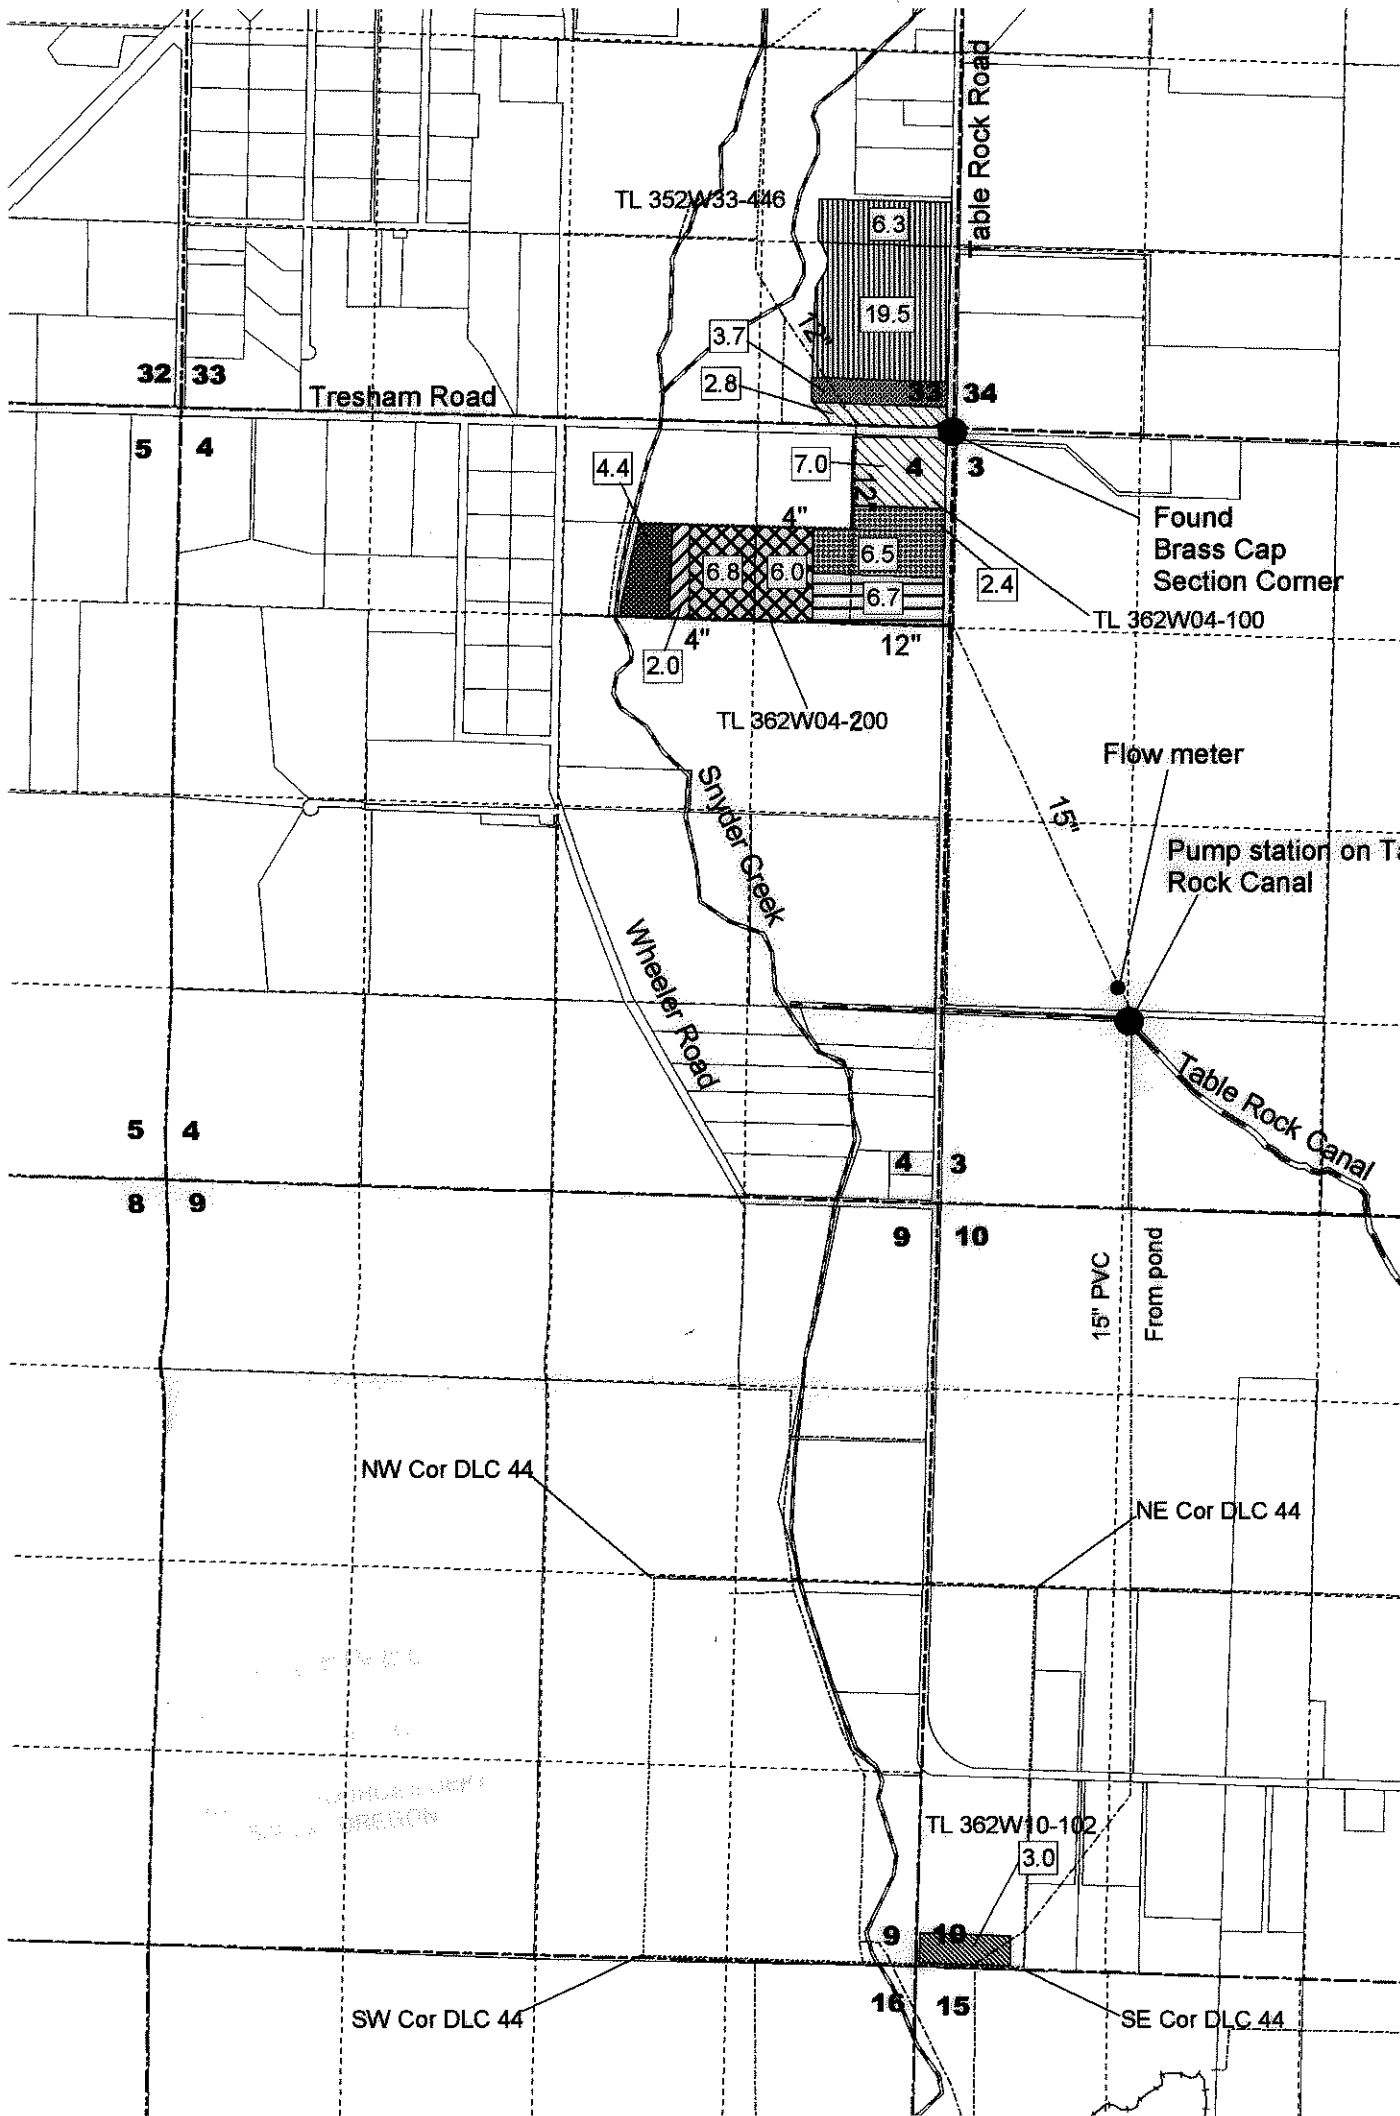 Table Rock Road
TL 352W33-446
6.3
19.5
12"
3.7
2.8
32 33
33 34
Tresham Road
5 4
4.4
7.0
4 3
12"
4"
Found
Brass Cap
Section Corner
6.8
6.0
6.5
2.4
6.7
TL 362W04-100
4"
12"
2.0
TL 362W04-200
Flow meter
Snyder Creek
15"
Pump station on Ta
Rock Canal
Wheeler Road
Table Rock Canal
5 4
4 3
8 9
9 10
15" PVC
From pond
NW Cor DLC 44
NE Cor DLC 44
OREGON
TL 362W10-102
3.0
9 10
16 15
SW Cor DLC 44
SE Cor DLC 44